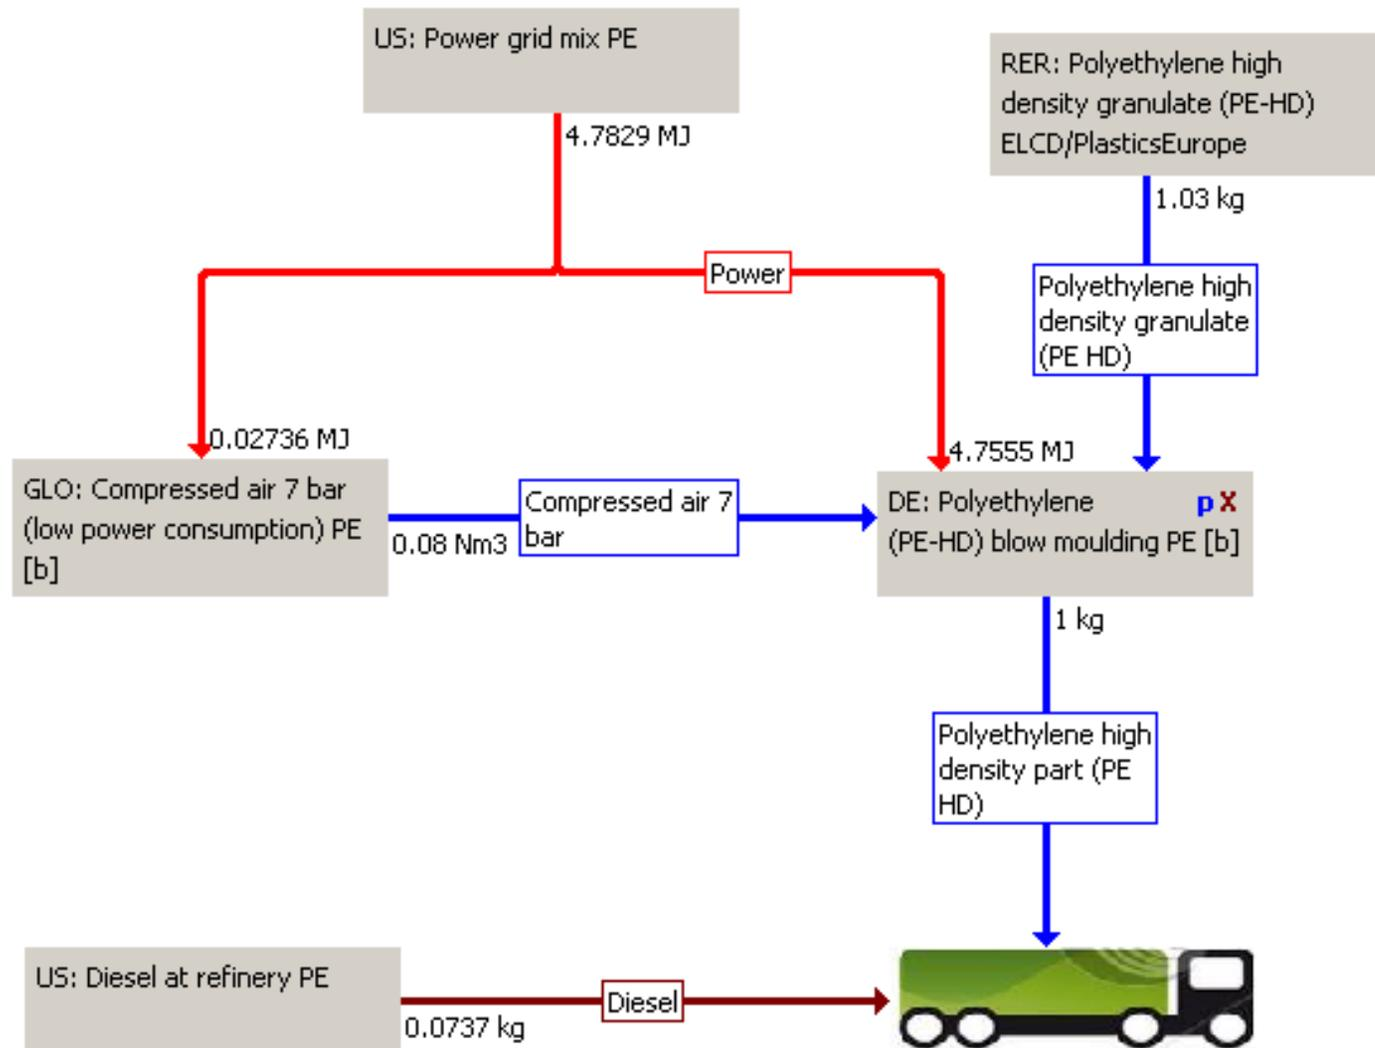 US: Power grid mix PE
RER: Polyethylene high
density granulate (PE-HD)
ELCD/PlasticsEurope
4.7829 MJ
1.03 kg
Power
Polyethylene high
density granulate
(PE HD)
0.02736 MJ
4.7555 MJ
GLO: Compressed air 7 bar
(low power consumption) PE
[b]
0.08 Nm3
Compressed air 7
bar
DE: Polyethylene pX
(PE-HD) blow moulding PE [b]
1 kg
Polyethylene high
density part (PE
HD)
US: Diesel at refinery PE
0.0737 kg
Diesel